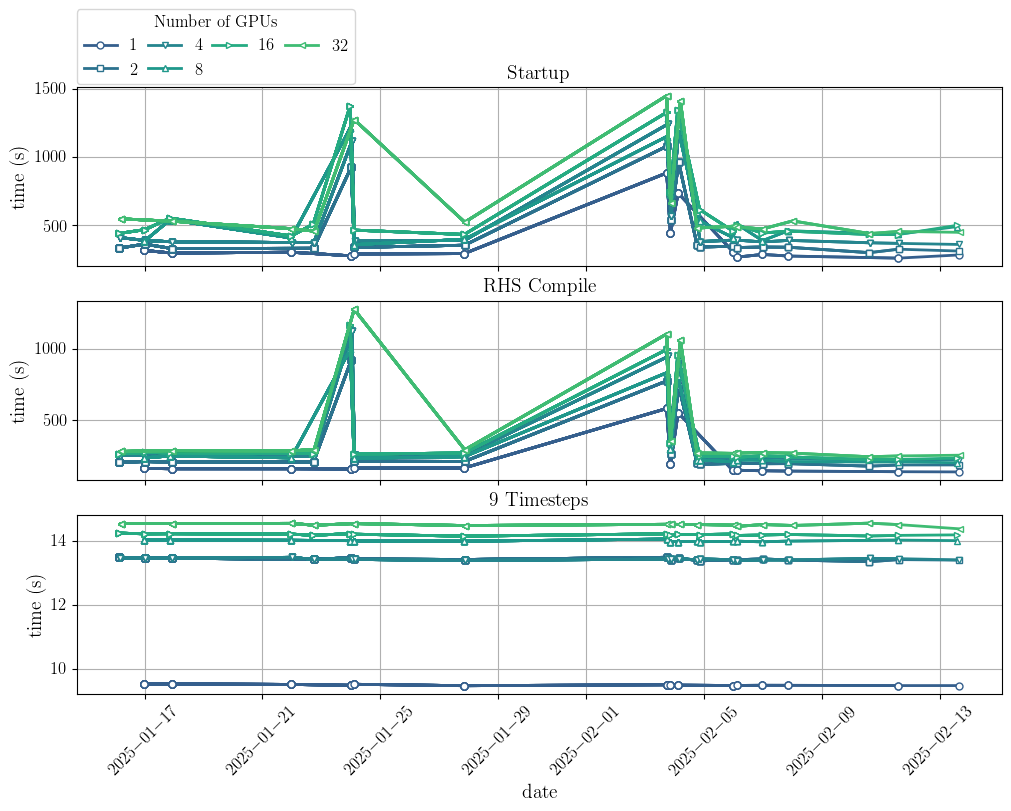 Number of GPUs
1 4 16 32
2 8
Startup
1500
1000
500
time (s)
RHS Compile
1000
500
time (s)
9 Timesteps
14
12
10
time (s)
2025−01−17 2025−01−21 2025−01−25 2025−01−29 2025−02−01 2025−02−05 2025−02−09 2025−02−13
date